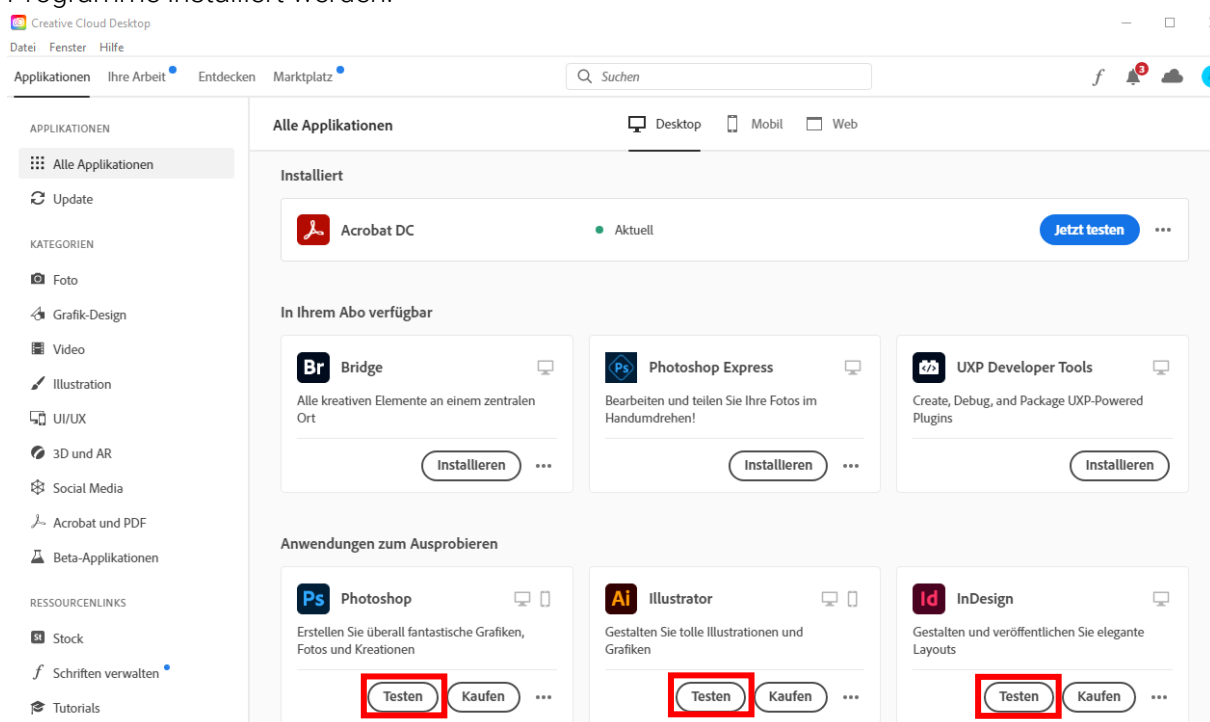 Programme installiert werden.
Creative Cloud Desktop
Datei Fenster Hilfe
Applikationen Ihre Arbeit Entdecken Marktplatz Suchen f 3
APPLIKATIONEN
Alle Applikationen
Update
KATEGORIEN
Foto
Grafik-Design
Video
Illustration
UI/UX
3D und AR
Social Media
Acrobat und PDF
Beta-Applikationen
RESSOURCENLINKS
St Stock
f Schriften verwalten
Tutorials
Alle Applikationen Desktop Mobil Web
Installiert
Acrobat DC Aktuell Jetzt testen
In Ihrem Abo verfügbar
Br Bridge
Alle kreativen Elemente an einem zentralen
Ort
Installieren
Ps Photoshop Express
Bearbeiten und teilen Sie Ihre Fotos im
Handumdrehen!
Installieren
UXP Developer Tools
Create, Debug, and Package UXP-Powered
Plugins
Installieren
Anwendungen zum Ausprobieren
Ps Photoshop
Erstellen Sie überall fantastische Grafiken,
Fotos und Kreationen
Testen Kaufen
Ai Illustrator
Gestalten Sie tolle Illustrationen und
Grafiken
Testen Kaufen
Id InDesign
Gestalten und veröffentlichen Sie elegante
Layouts
Testen Kaufen